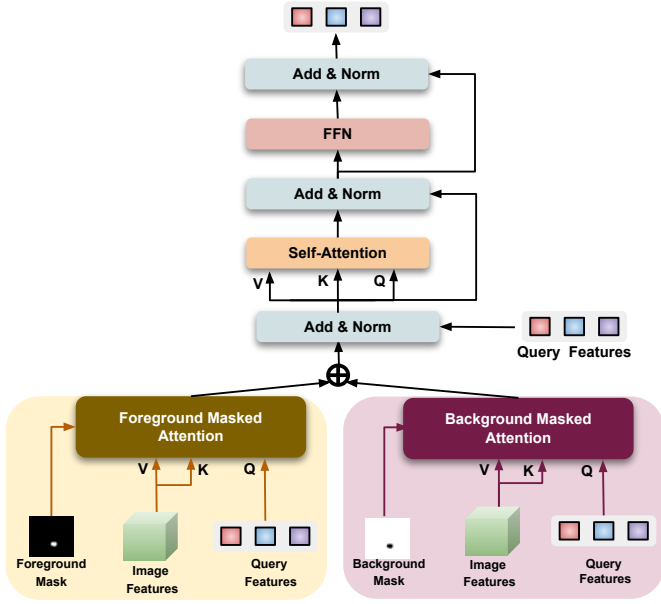 Add & Norm
FFN
Add & Norm
Self-Attention
V K Q
Add & Norm
Query Features
Foreground Masked
Attention
V K Q
Foreground
Mask
Image
Features
Query
Features
Background Masked
Attention
V K Q
Background
Mask
Image
Features
Query
Features